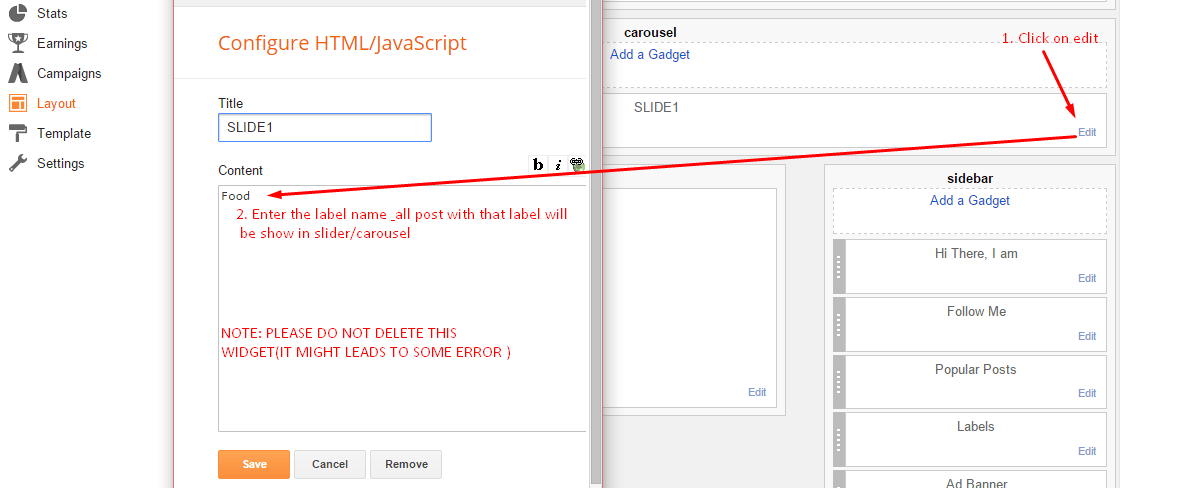 Stats
Earnings
Campaigns
Layout
Template
Settings
Configure HTML/JavaScript
Title
SLIDE1
Content
b i
Food
2. Enter the label name _all post with that label will
be show in slider/carousel
NOTE: PLEASE DO NOT DELETE THIS
WIDGET(IT MIGHT LEADS TO SOME ERROR )
Save
Cancel
Remove
carousel
1. Click on edit
Add a Gadget
SLIDE1
Edit
Edit
sidebar
Add a Gadget
Hi There, I am
Edit
Follow Me
Edit
Popular Posts
Edit
Labels
Edit
Ad Banner